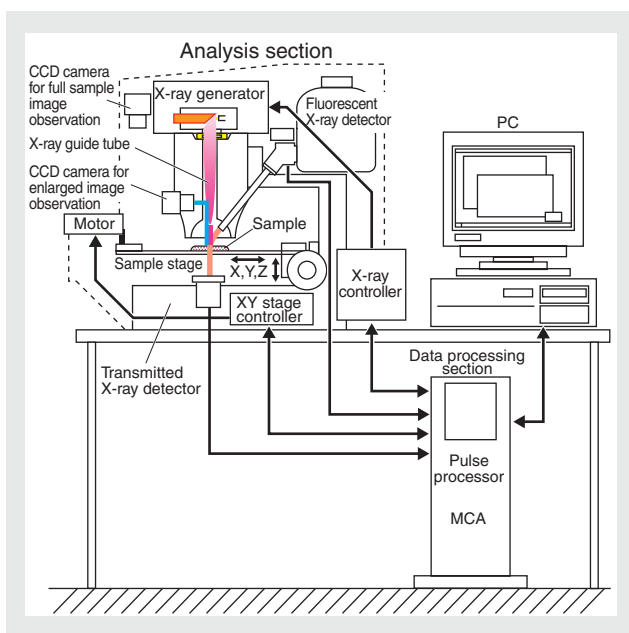 Analysis section
CCD camera
for full sample
image
observation
X-ray generator
Fluorescent
X-ray detector
PC
X-ray guide tube
CCD camera for
enlarged image
observation
Motor
Sample
Sample stage
X,Y,Z
X-ray
controller
XY stage
controller
Transmitted
X-ray detector
Data processing
section
Pulse
processor
MCA